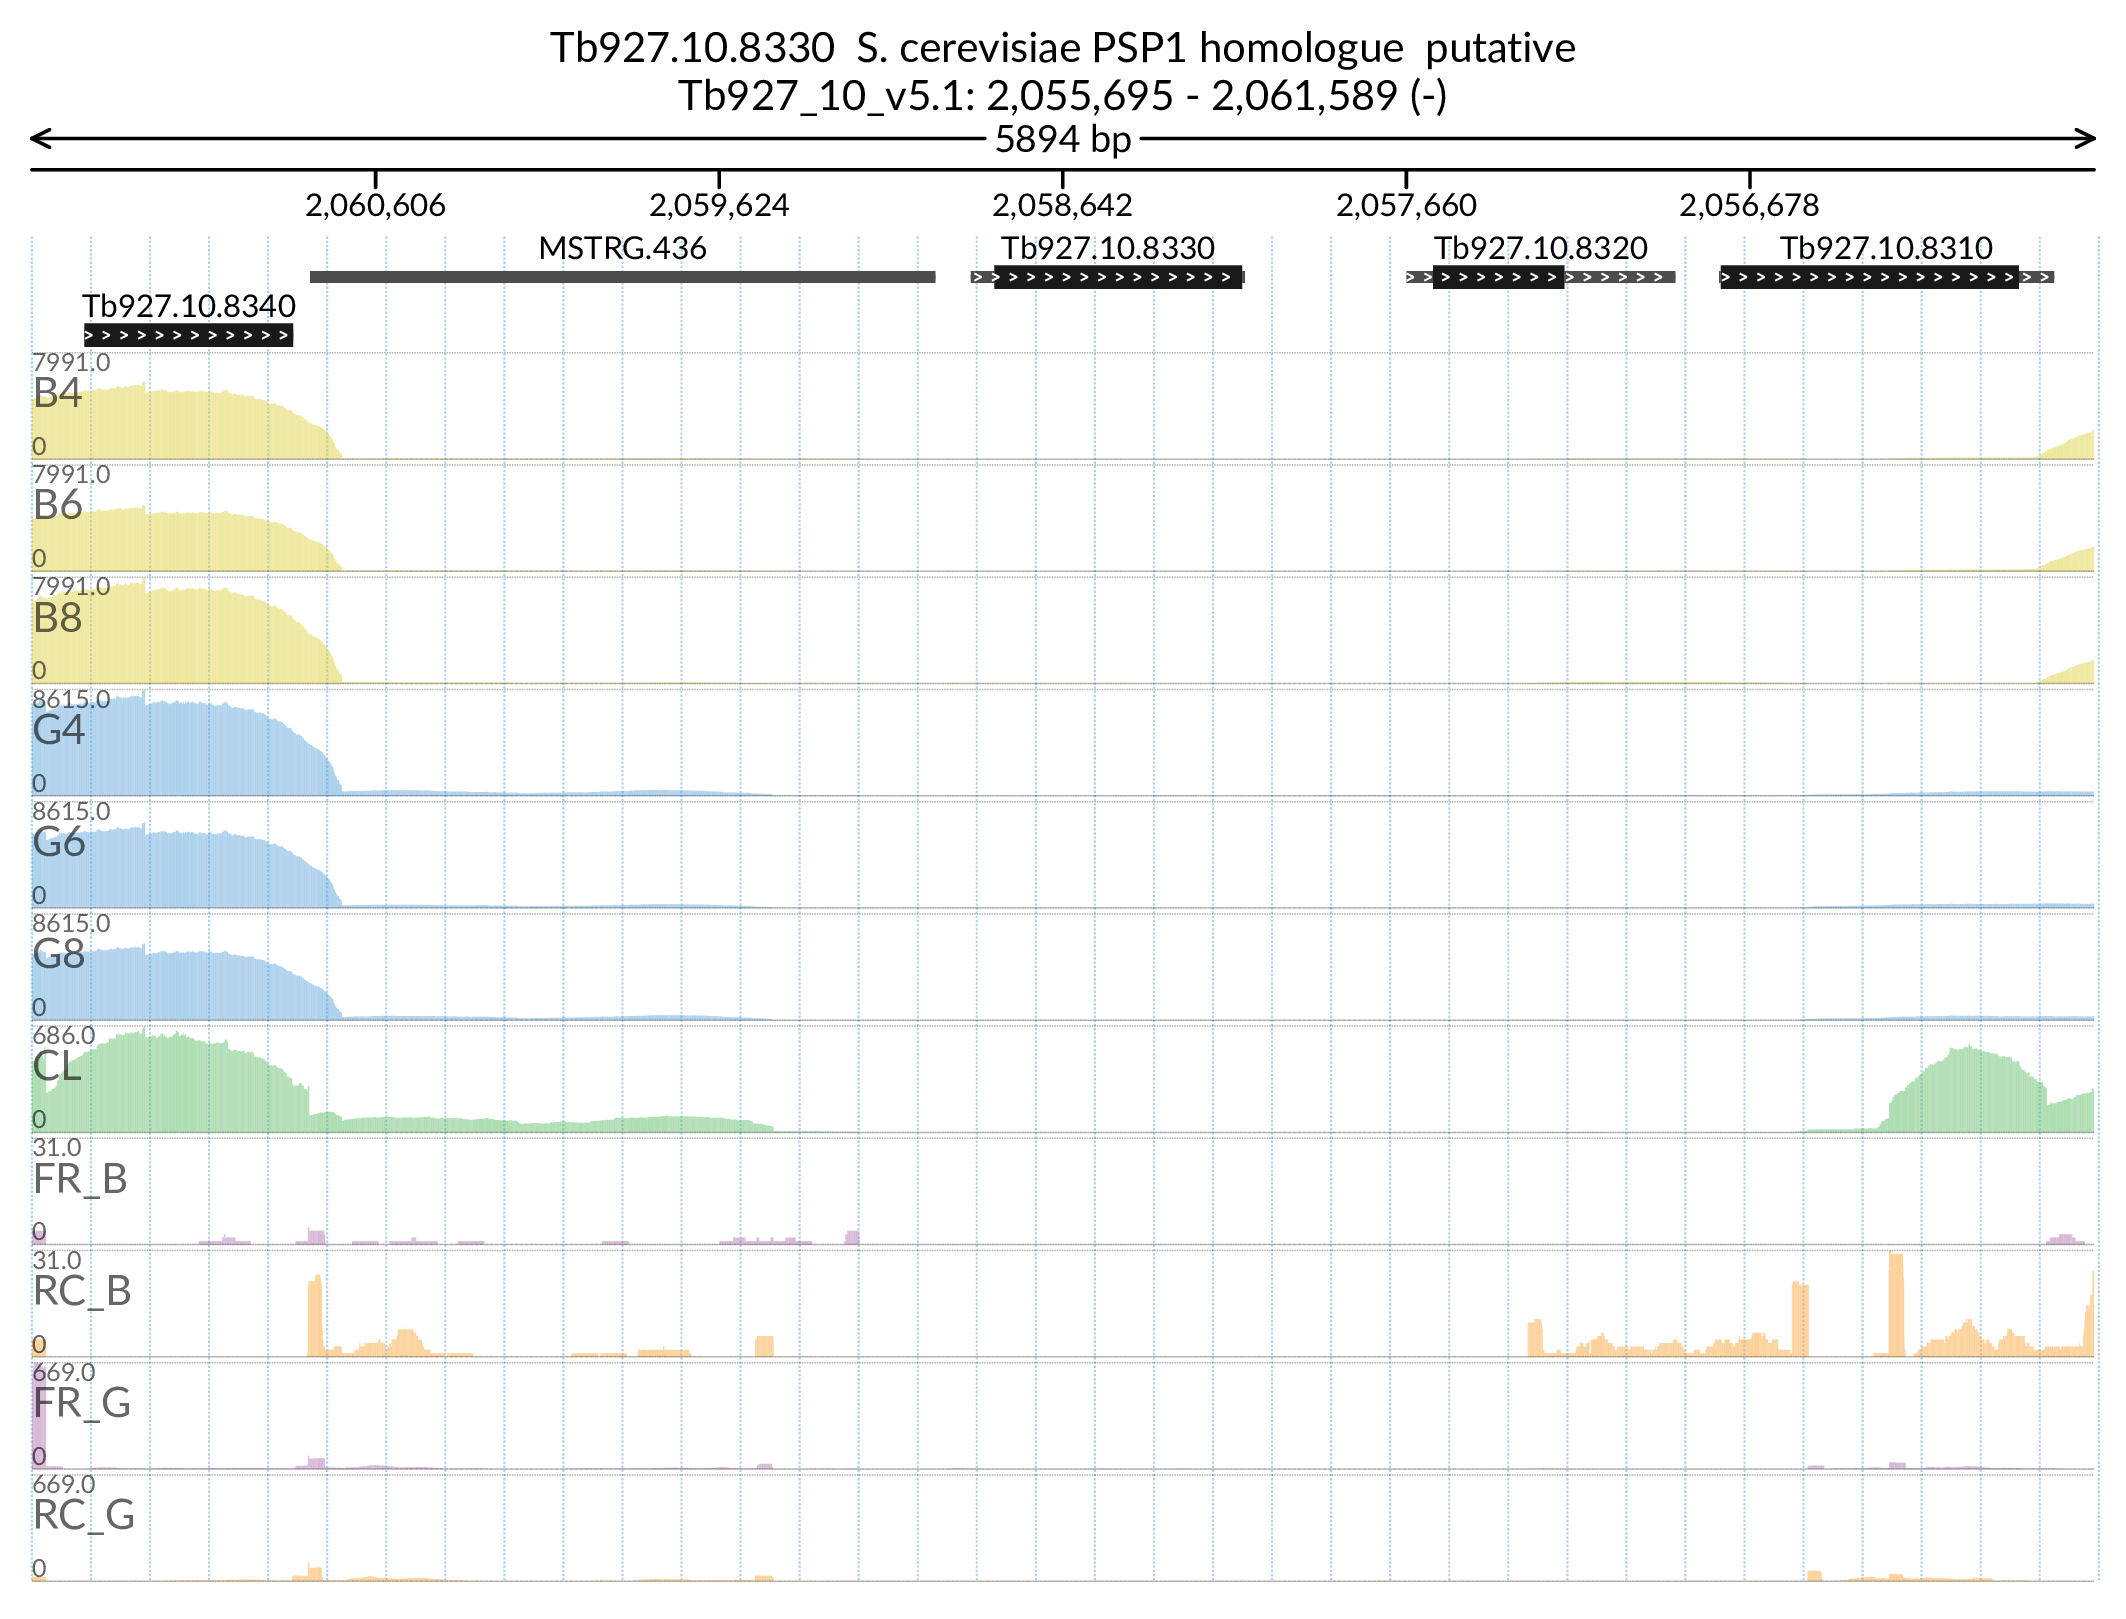 Tb927.10.8330  S. cerevisiae PSP1 homologue  putative
Tb927_10_v5.1: 2,055,695 - 2,061,589 (-)
5894 bp
2,060,606 2,059,624 2,058,642 2,057,660 2,056,678
MSTRG.436 Tb927.10.8330 Tb927.10.8320 Tb927.10.8310
Tb927.10.8340
7991.0
B4
0
7991.0
B6
0
7991.0
B8
0
8615.0
G4
0
8615.0
G6
0
8615.0
G8
0
686.0
CL
0
31.0
FR_B
0
31.0
RC_B
0
669.0
FR_G
0
669.0
RC_G
0